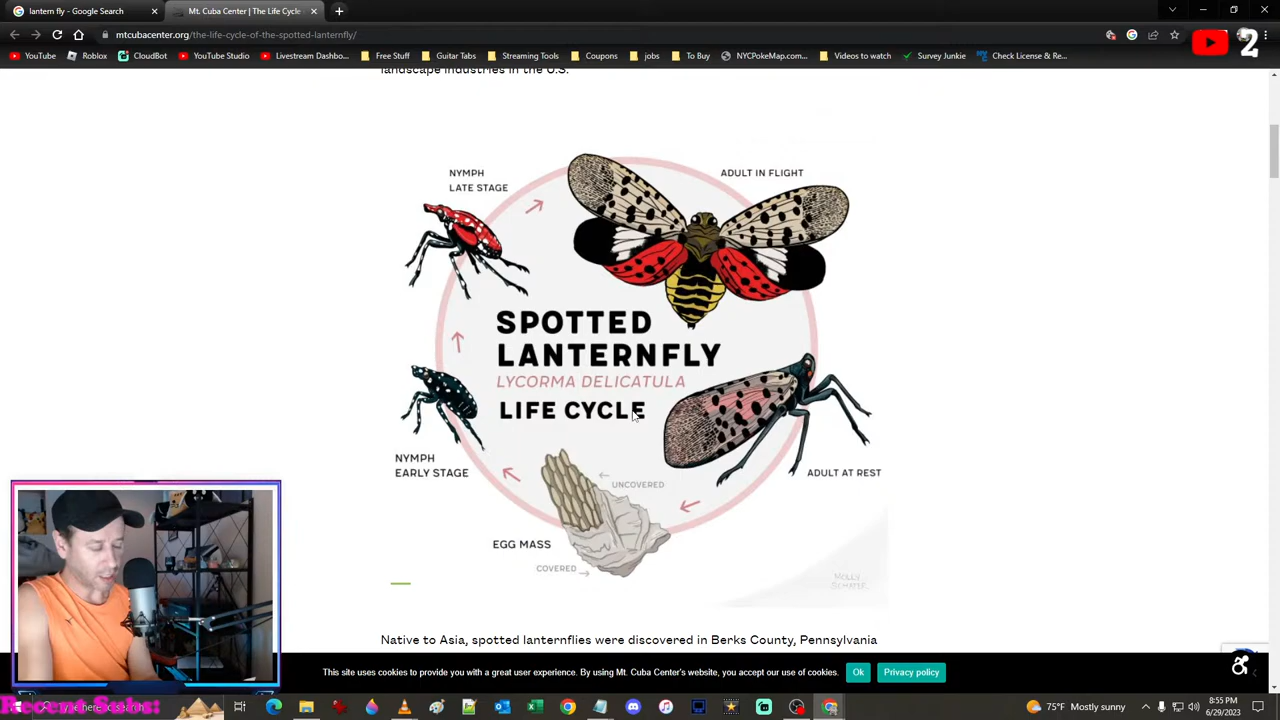 lantern fly - Google Search
Mt. Cuba Center | The Life Cycle
mtcubacenter.org/the-life-cycle-of-the-spotted-lanternfly/
2
YouTube
Roblox
CloudBot
YouTube Studio
Livestream Dashbo...
Free Stuff
Guitar Tabs
Streaming Tools
Coupons
jobs
To Buy
NYCPokeMap.com...
Videos to watch
Survey Junkie
Check License & Re...
landscape industries in the U.S.
NYMPH
LATE STAGE
ADULT IN FLIGHT
SPOTTED
LANTERNFLY
LYCORMA DELICATULA
LIFE CYCLE
NYMPH
EARLY STAGE
ADULT AT REST
UNCOVERED
EGG MASS
COVERED
MOLLY
Native to Asia, spotted lanternflies were discovered in Berks County, Pennsylvania
This site uses cookies to provide you with a great user experience. By using Mt. Cuba Center's website, you accept our use of cookies.
Ok
Privacy policy
Recent Subs:
75°F Mostly sunny
8:55 PM
6/29/2023